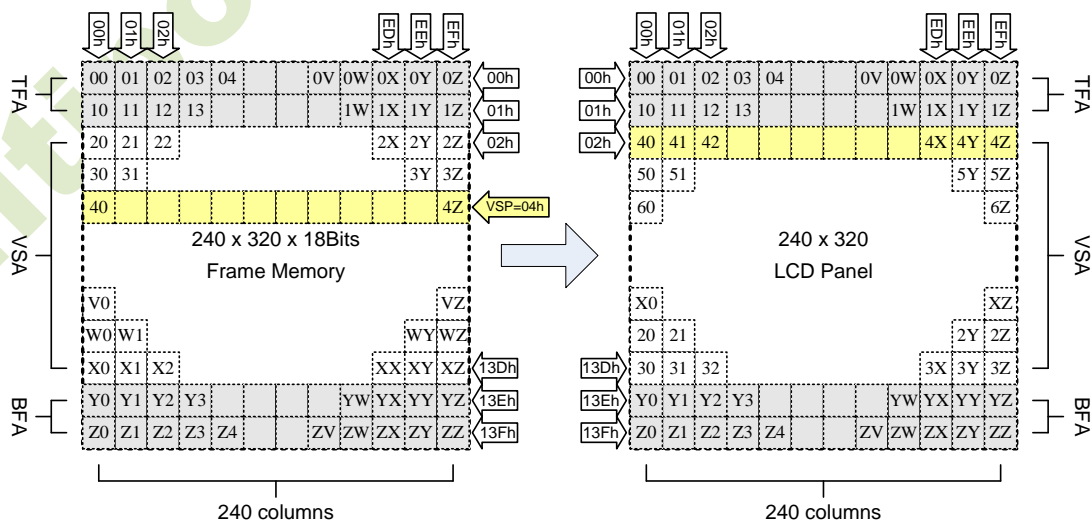 00h 01h 02h EDh EEh EFh 00h 01h 02h EDh EEh EFh
TFA 00 01 02 03 04 0V 0W 0X 0Y 0Z 00h 00h 00 01 02 03 04 0V 0W 0X 0Y 0Z TFA
10 11 12 13 1W 1X 1Y 1Z 01h 01h 10 11 12 13 1W 1X 1Y 1Z
20 21 22 2X 2Y 2Z 02h 02h 40 41 42 4X 4Y 4Z
30 31 3Y 3Z 50 51 5Y 5Z
40 4Z VSP=04h 60 6Z
VSA 240 x 320 x 18Bits 240 x 320 VSA
Frame Memory LCD Panel
V0 VZ X0 XZ
W0 W1 WY WZ 20 21 2Y 2Z
X0 X1 X2 XX XY XZ 13Dh 13Dh 30 31 32 3X 3Y 3Z
BFA Y0 Y1 Y2 Y3 YW YX YY YZ 13Eh 13Eh Y0 Y1 Y2 Y3 YW YX YY YZ BFA
Z0 Z1 Z2 Z3 Z4 ZV ZW ZX ZY ZZ 13Fh 13Fh Z0 Z1 Z2 Z3 Z4 ZV ZW ZX ZY ZZ
240 columns 240 columns